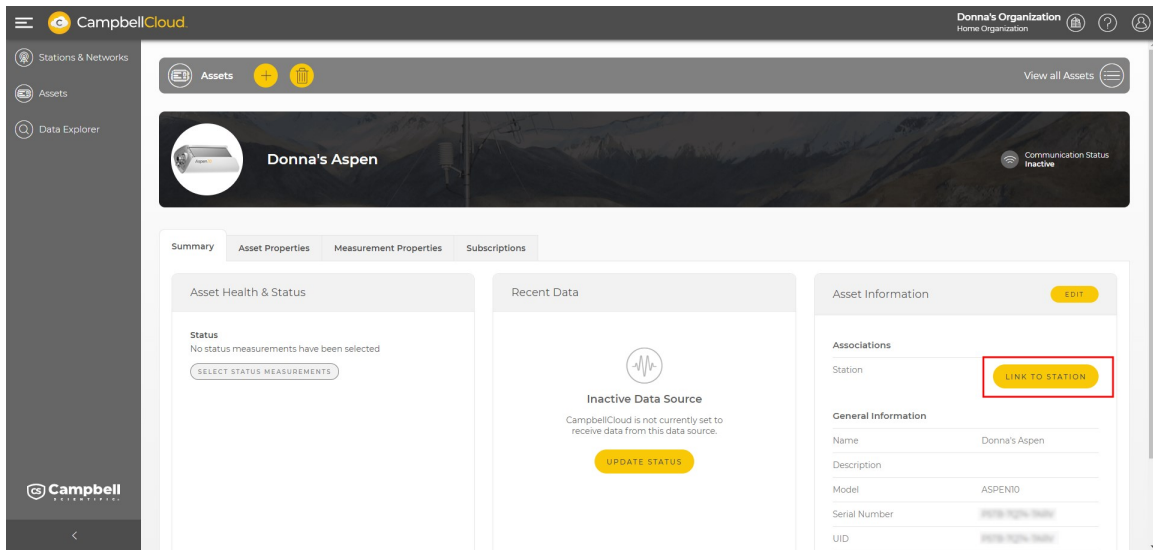 CampbellCloud.
Donna's Organization
Home Organization
Stations & Networks
Assets
Data Explorer
Assets
View all Assets
Aspen
Donna's Aspen
Communication Status
Inactive
Summary
Asset Properties
Measurement Properties
Subscriptions
Asset Health & Status
Status
No status measurements have been selected
SELECT STATUS MEASUREMENTS
Recent Data
Inactive Data Source
CampbellCloud is not currently set to
receive data from this data source.
UPDATE STATUS
Asset Information
EDIT
Associations
Station
LINK TO STATION
General Information
Name Donna's Aspen
Description
Model ASPEN10
Serial Number
UID
CS Campbell
SCIENTIFIC.